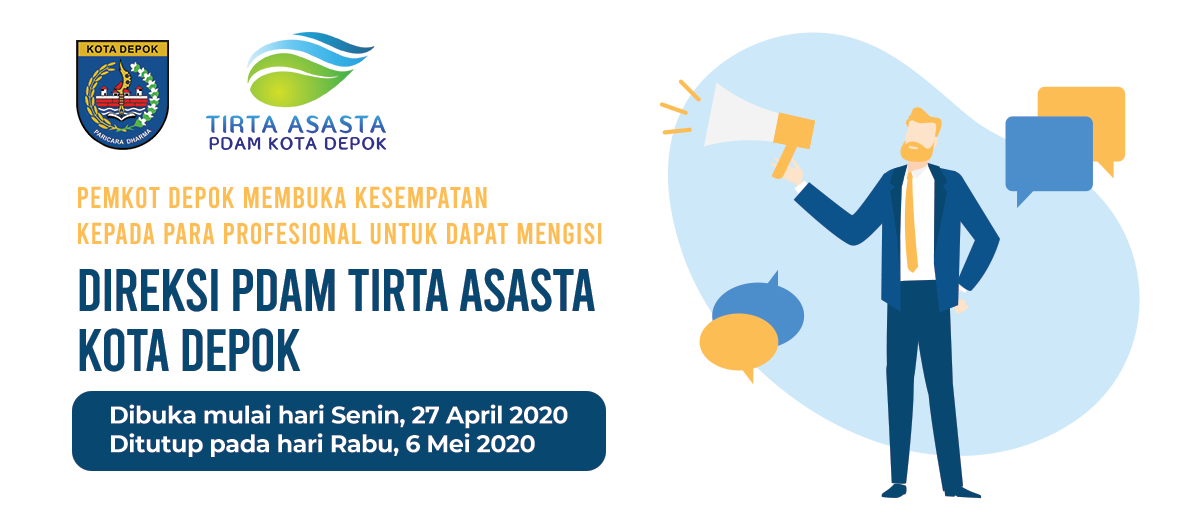 KOTA DEPOK
PARICARA DHARMA
TIRTA ASASTA
PDAM KOTA DEPOK
PEMKOT DEPOK MEMBUKA KESEMPATAN
KEPADA PARA PROFESIONAL UNTUK DAPAT MENGISI
DIREKSI PDAM TIRTA ASASTA
KOTA DEPOK
Dibuka mulai hari Senin, 27 April 2020
Ditutup pada hari Rabu, 6 Mei 2020